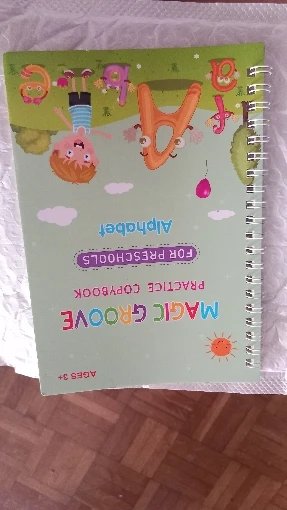 AGES 3+
MAGIC GROOVE
PRACTICE COPYBOOK
FOR PRESCHOOLS
Alphabet